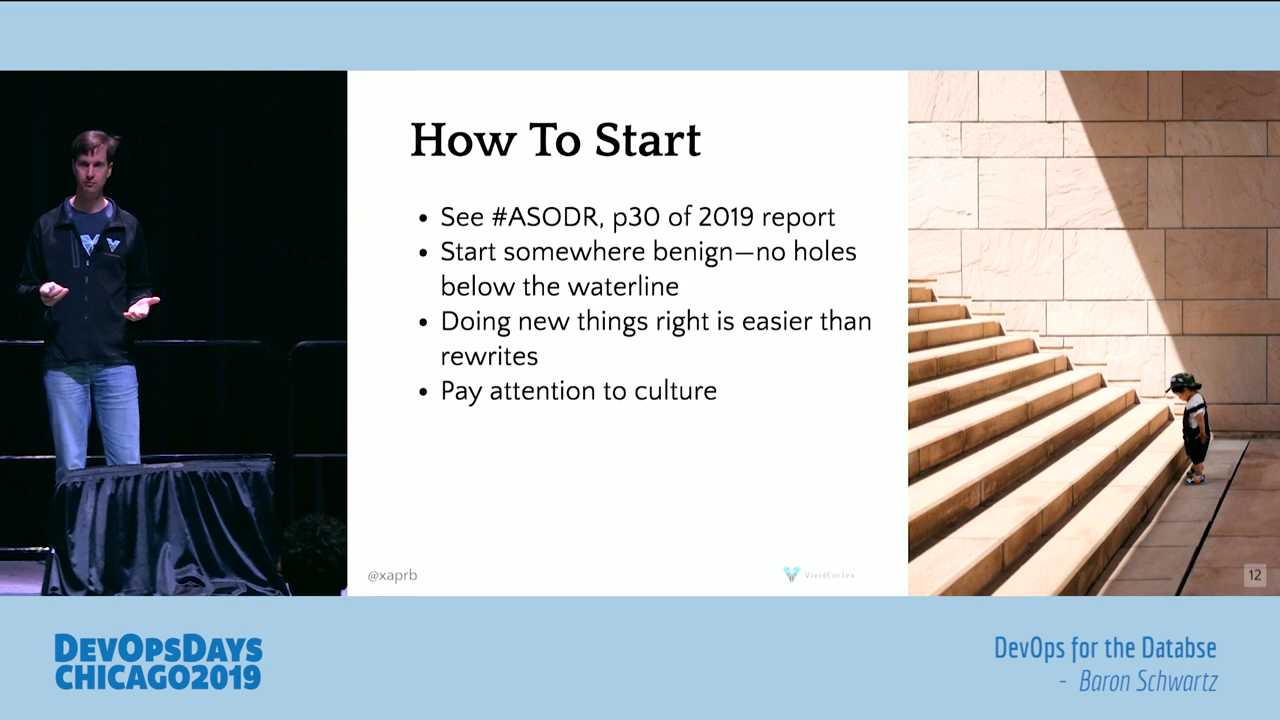 How To Start
• See #ASODR, p30 of 2019 report
• Start somewhere benign—no holes
below the waterline
• Doing new things right is easier than
rewrites
• Pay attention to culture
@xaprb
VividCortex
12
DEVOPSDAYS
CHICAGO2019
DevOps for the Databse
- Baron Schwartz